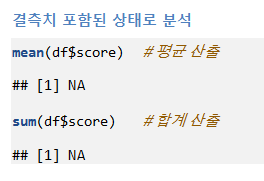 결측치 포함된 상태로 분석
mean(df$score) #평균 산출
## [1] NA
sum(df$score) #합계 산출
## [1] NA